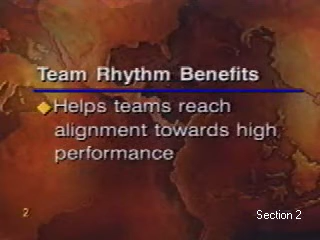 Team Rhythm Benefits
Helps teams reach
alignment towards high
performance
2
Section 2